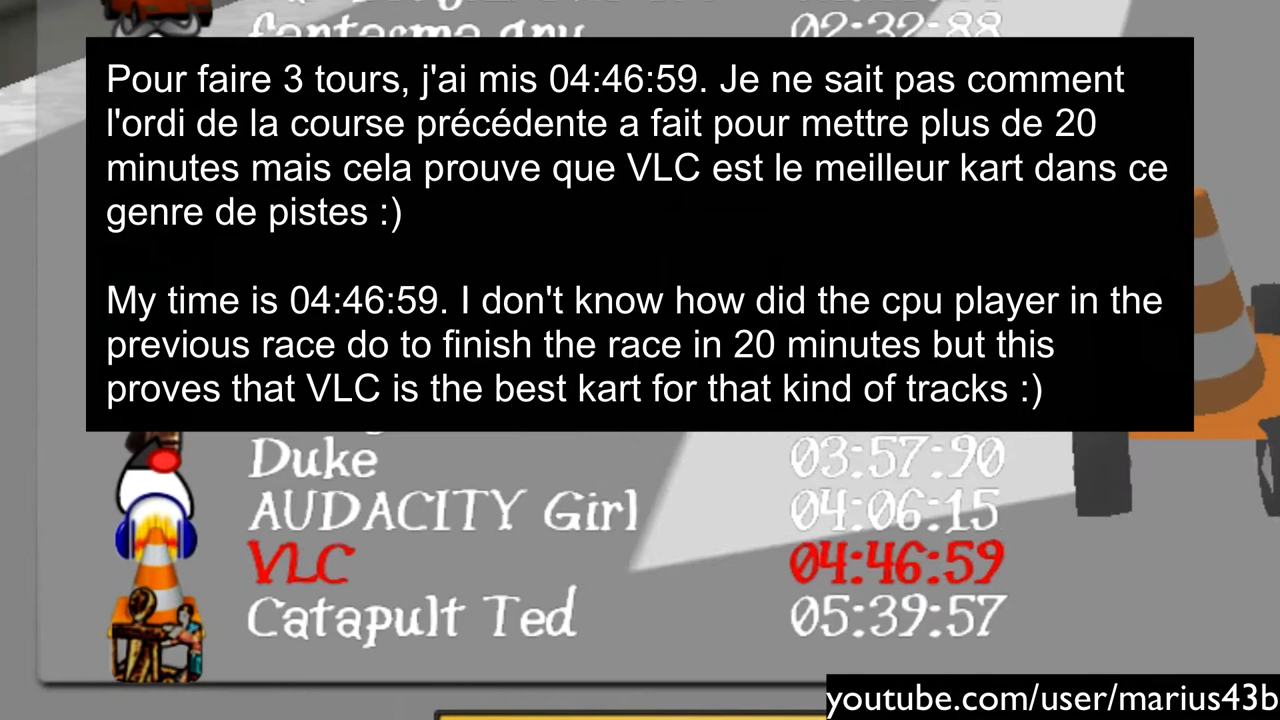 fantasma gnu 02:32:88
Pour faire 3 tours, j'ai mis 04:46:59. Je ne sait pas comment
l'ordi de la course précédente a fait pour mettre plus de 20
minutes mais cela prouve que VLC est le meilleur kart dans ce
genre de pistes :)
My time is 04:46:59. I don't know how did the cpu player in the
previous race do to finish the race in 20 minutes but this
proves that VLC is the best kart for that kind of tracks :)
Duke 03:57:90
AUDACITY Girl 04:06:15
VLC 04:46:59
Catapult Ted 05:39:57
youtube.com/user/marius43b